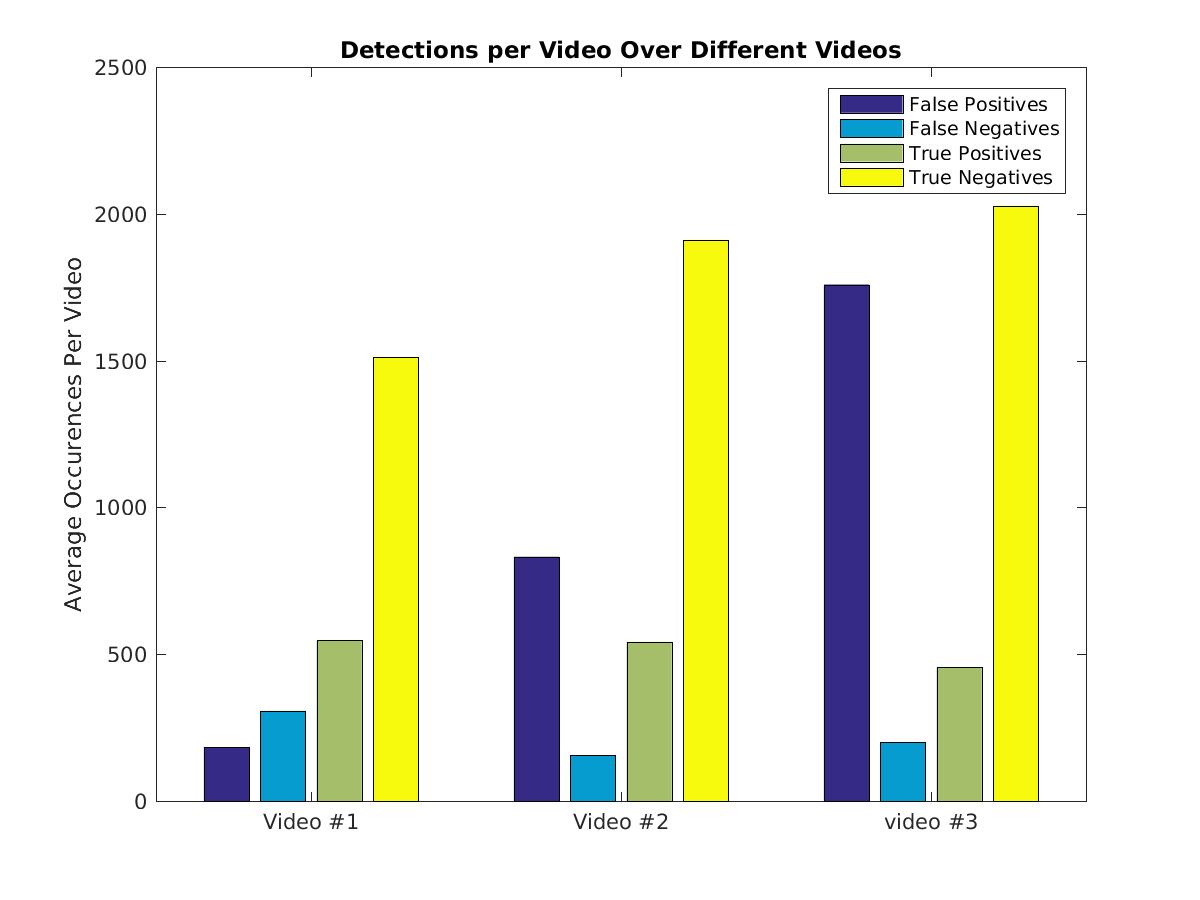 Detections per Video Over Different Videos
2500
2000
1500
1000
500
0
Average Occurences Per Video
False Positives
False Negatives
True Positives
True Negatives
Video #1
Video #2
video #3